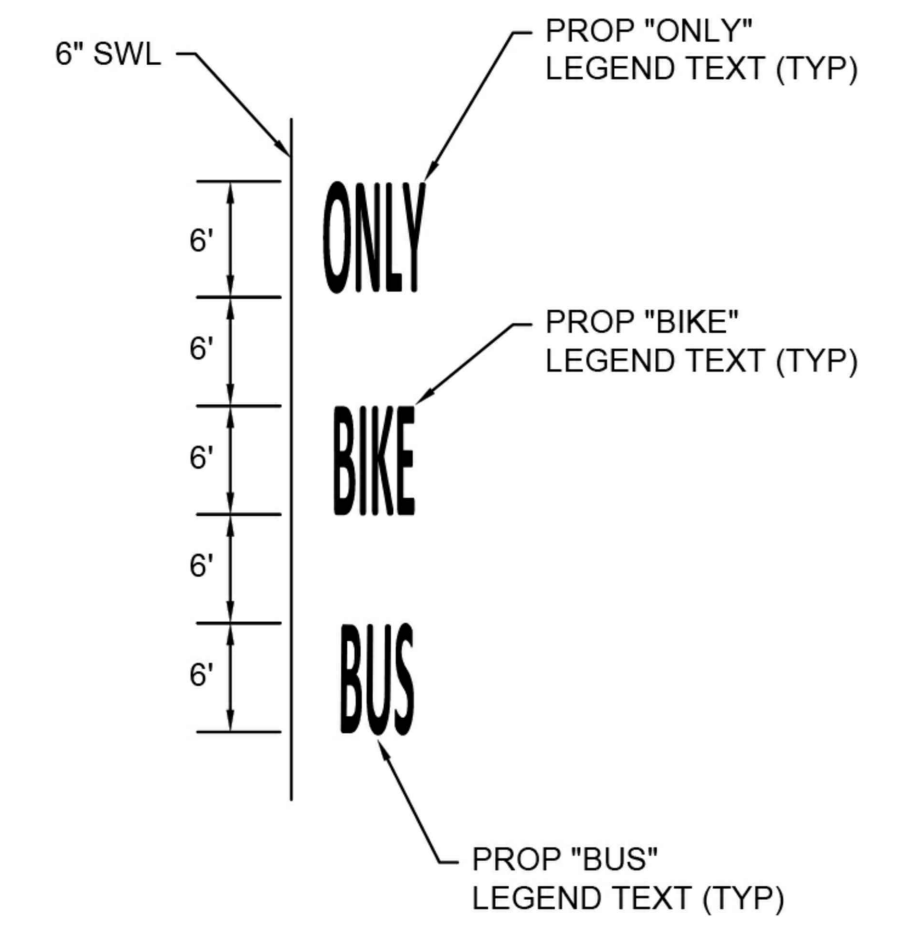 PROP "ONLY"
LEGEND TEXT (TYP)
6" SWL
ONLY
6'
6'
PROP "BIKE"
LEGEND TEXT (TYP)
BIKE
6'
6'
BUS
6'
PROP "BUS"
LEGEND TEXT (TYP)